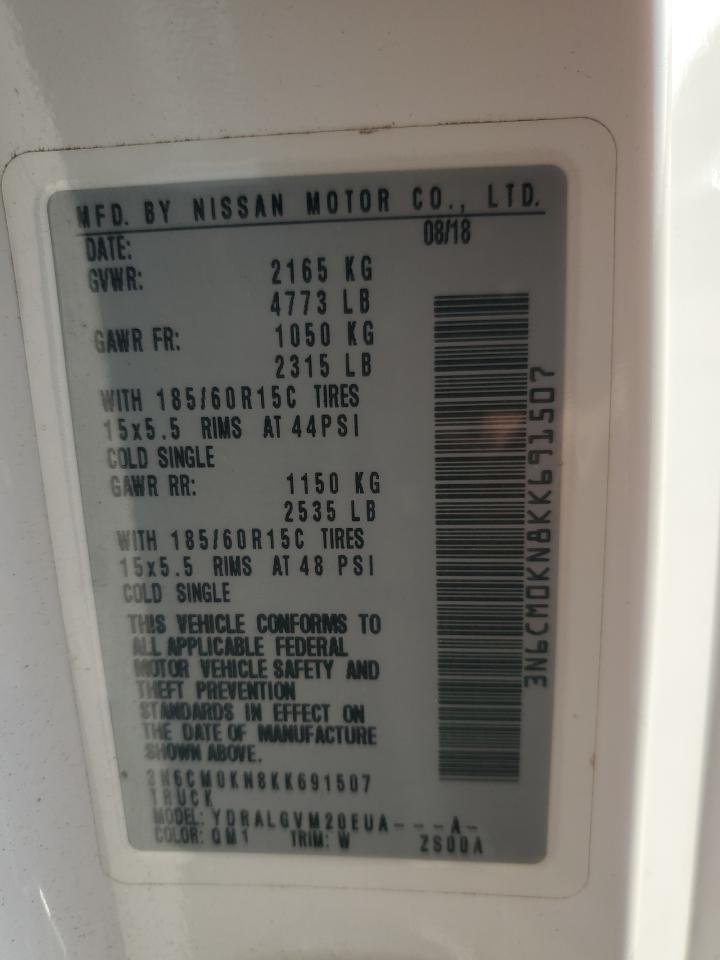 MFD. BY NISSAN MOTOR CO., LTD.
DATE: 08/18
GVWR: 2165 KG
4773 LB
GAWR FR: 1050 KG
2315 LB
WITH 185/60R15C TIRES
15x5.5 RIMS AT 44PSI
COLD SINGLE
GAWR RR: 1150 KG
2535 LB
WITH 185/60R15C TIRES
15x5.5 RIMS AT 48 PSI
COLD SINGLE
THIS VEHICLE CONFORMS TO
ALL APPLICABLE FEDERAL
MOTOR VEHICLE SAFETY AND
THEFT PREVENTION
STANDARDS IN EFFECT ON
THE DATE OF MANUFACTURE
SHOWN ABOVE.
3N6CM0KN8KK691507
TRUCK
MODEL: YDRALGVM20EUA---A-
COLOR: QM1 TRIM: W ZS00A
3N6CM0KN8KK691507